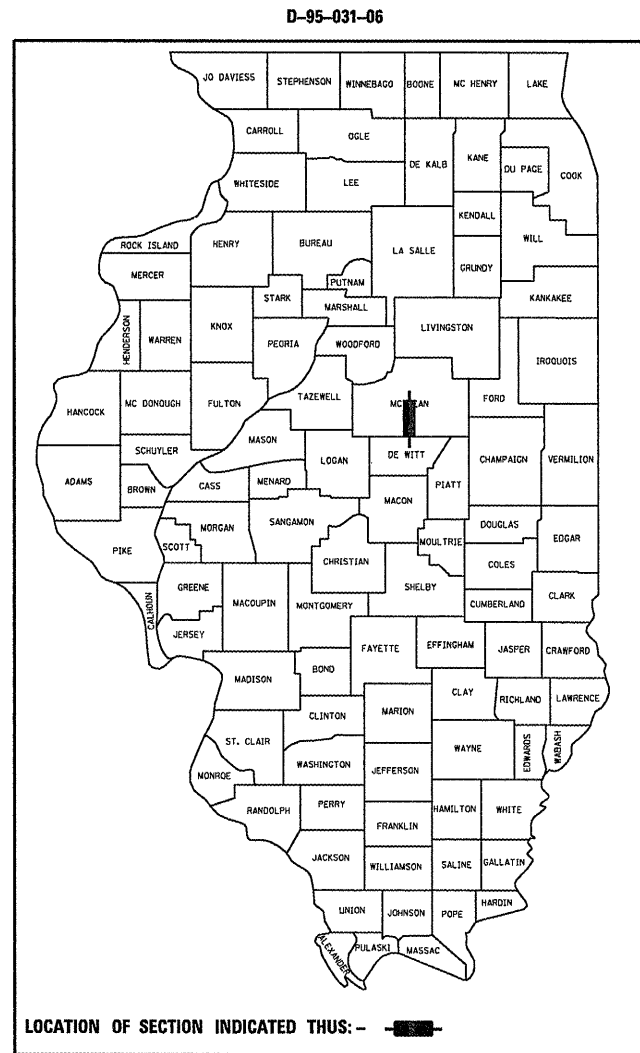 D-95-031-06
JO DAVIESS
STEPHENSON
WINNEBAGO
BOONE
MC HENRY
LAKE
CARROLL
OGLE
DE KALB
KANE
DU PAGE
COOK
WHITESIDE
LEE
KENDALL
WILL
ROCK ISLAND
HENRY
BUREAU
LA SALLE
GRUNDY
MERCER
PUTNAM
STARK
MARSHALL
KANKAKEE
HENDERSON
WARREN
KNOX
PEORIA
WOODFORD
LIVINGSTON
IROQUOIS
HANCOCK
MC DONOUGH
FULTON
TAZEWELL
FORD
MASON
SCHUYLER
LOGAN
DE WITT
CHAMPAIGN
VERMILION
ADAMS
BROWN
CASS
MENARD
MACON
PIATT
MORGAN
SANGAMON
DOUGLAS
EDGAR
PIKE
SCOTT
CHRISTIAN
MOULTRIE
COLES
GREENE
MACOUPIN
MONTGOMERY
SHELBY
CUMBERLAND
CLARK
CALHOUN
JERSEY
FAYETTE
EFFINGHAM
JASPER
CRAWFORD
MADISON
BOND
CLAY
RICHLAND
LAWRENCE
CLINTON
MARION
ST. CLAIR
WAYNE
EDWARDS
WABASH
MONROE
WASHINGTON
JEFFERSON
RANDOLPH
PERRY
HAMILTON
WHITE
FRANKLIN
JACKSON
WILLIAMSON
SALINE
GALLATIN
UNION
JOHNSON
POPE
HARDIN
ALEXANDER
PULASKI
MASSAC
LOCATION OF SECTION INDICATED THUS: -